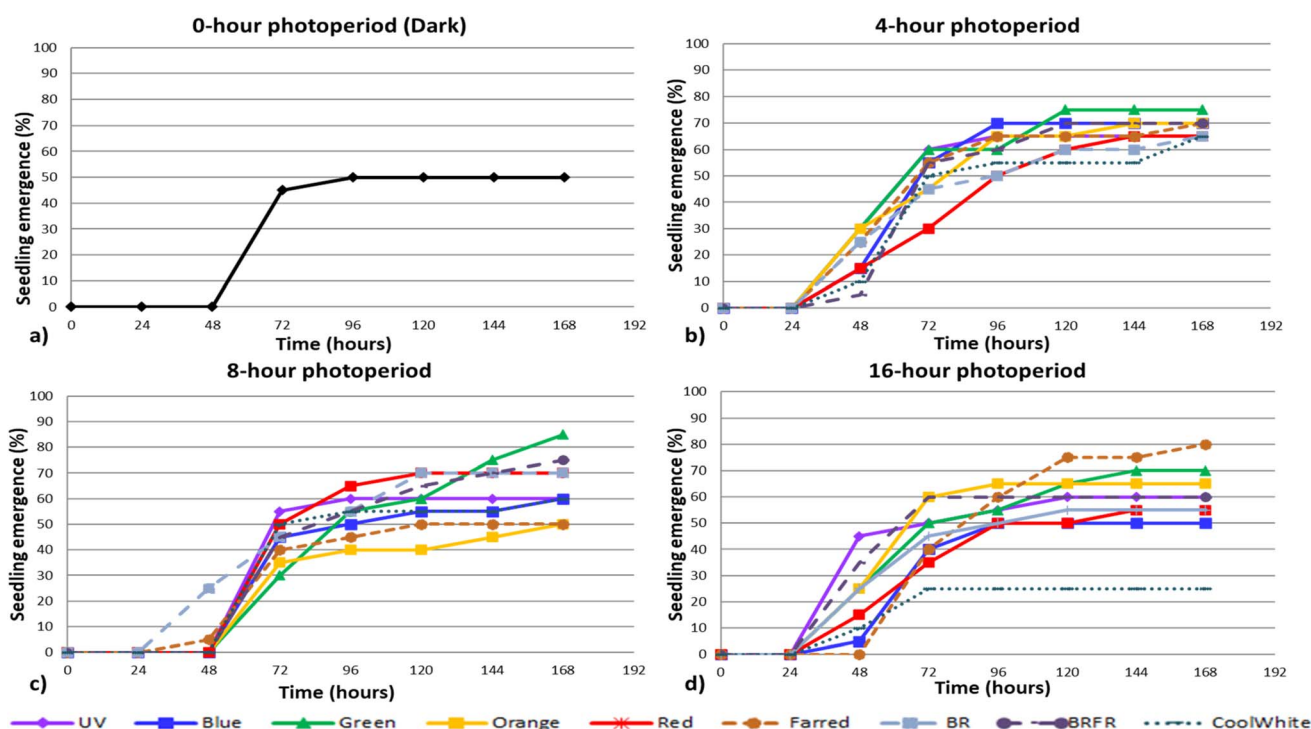 0-hour photoperiod (Dark)
Seedling emergence (%)
100
90
80
70
60
50
40
30
20
10
0
0 24 48 72 96 120 144 168 192
Time (hours)
a)
4-hour photoperiod
Seedling emergence (%)
100
90
80
70
60
50
40
30
20
10
0
0 24 48 72 96 120 144 168 192
Time (hours)
b)
8-hour photoperiod
Seedling emergence (%)
100
90
80
70
60
50
40
30
20
10
0
0 24 48 72 96 120 144 168 192
Time (hours)
c)
16-hour photoperiod
Seedling emergence (%)
100
90
80
70
60
50
40
30
20
10
0
0 24 48 72 96 120 144 168 192
Time (hours)
d)
UV Blue Green Orange Red Farred BR BRFR CoolWhite